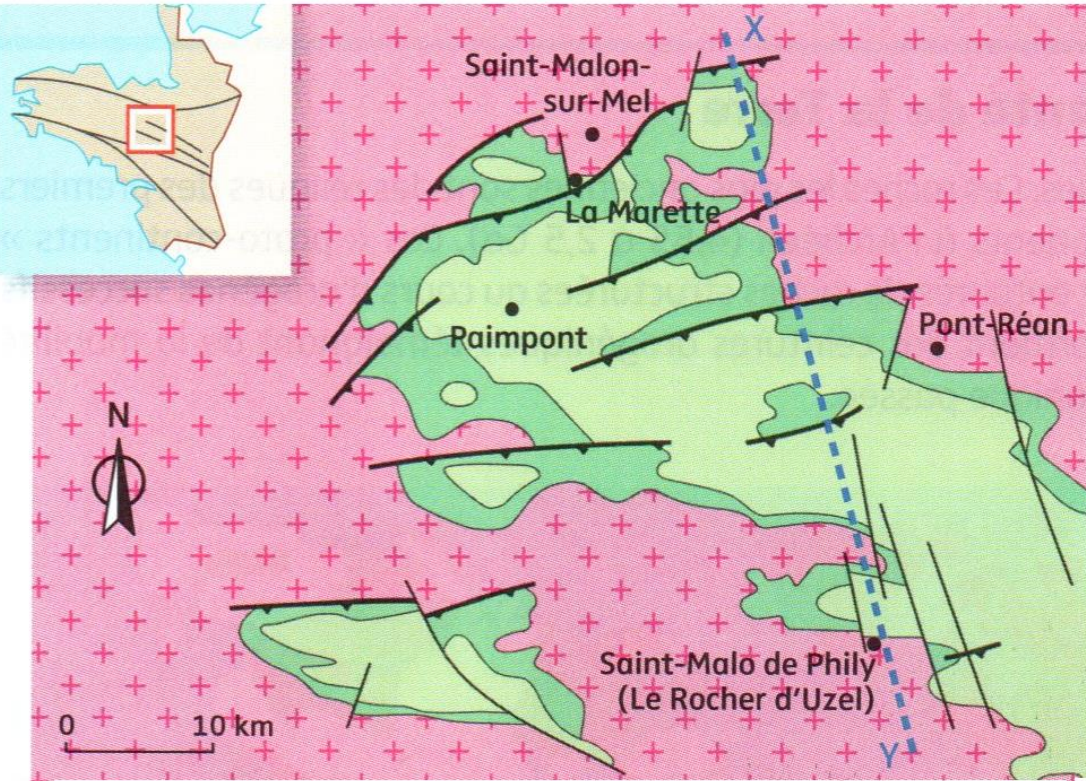 X
Saint-Malon-
sur-Mel
La Marette
Paimpont
Pont-Réan
N
Saint-Malo de Phily
(Le Rocher d'Uzel)
0 10 km
Y